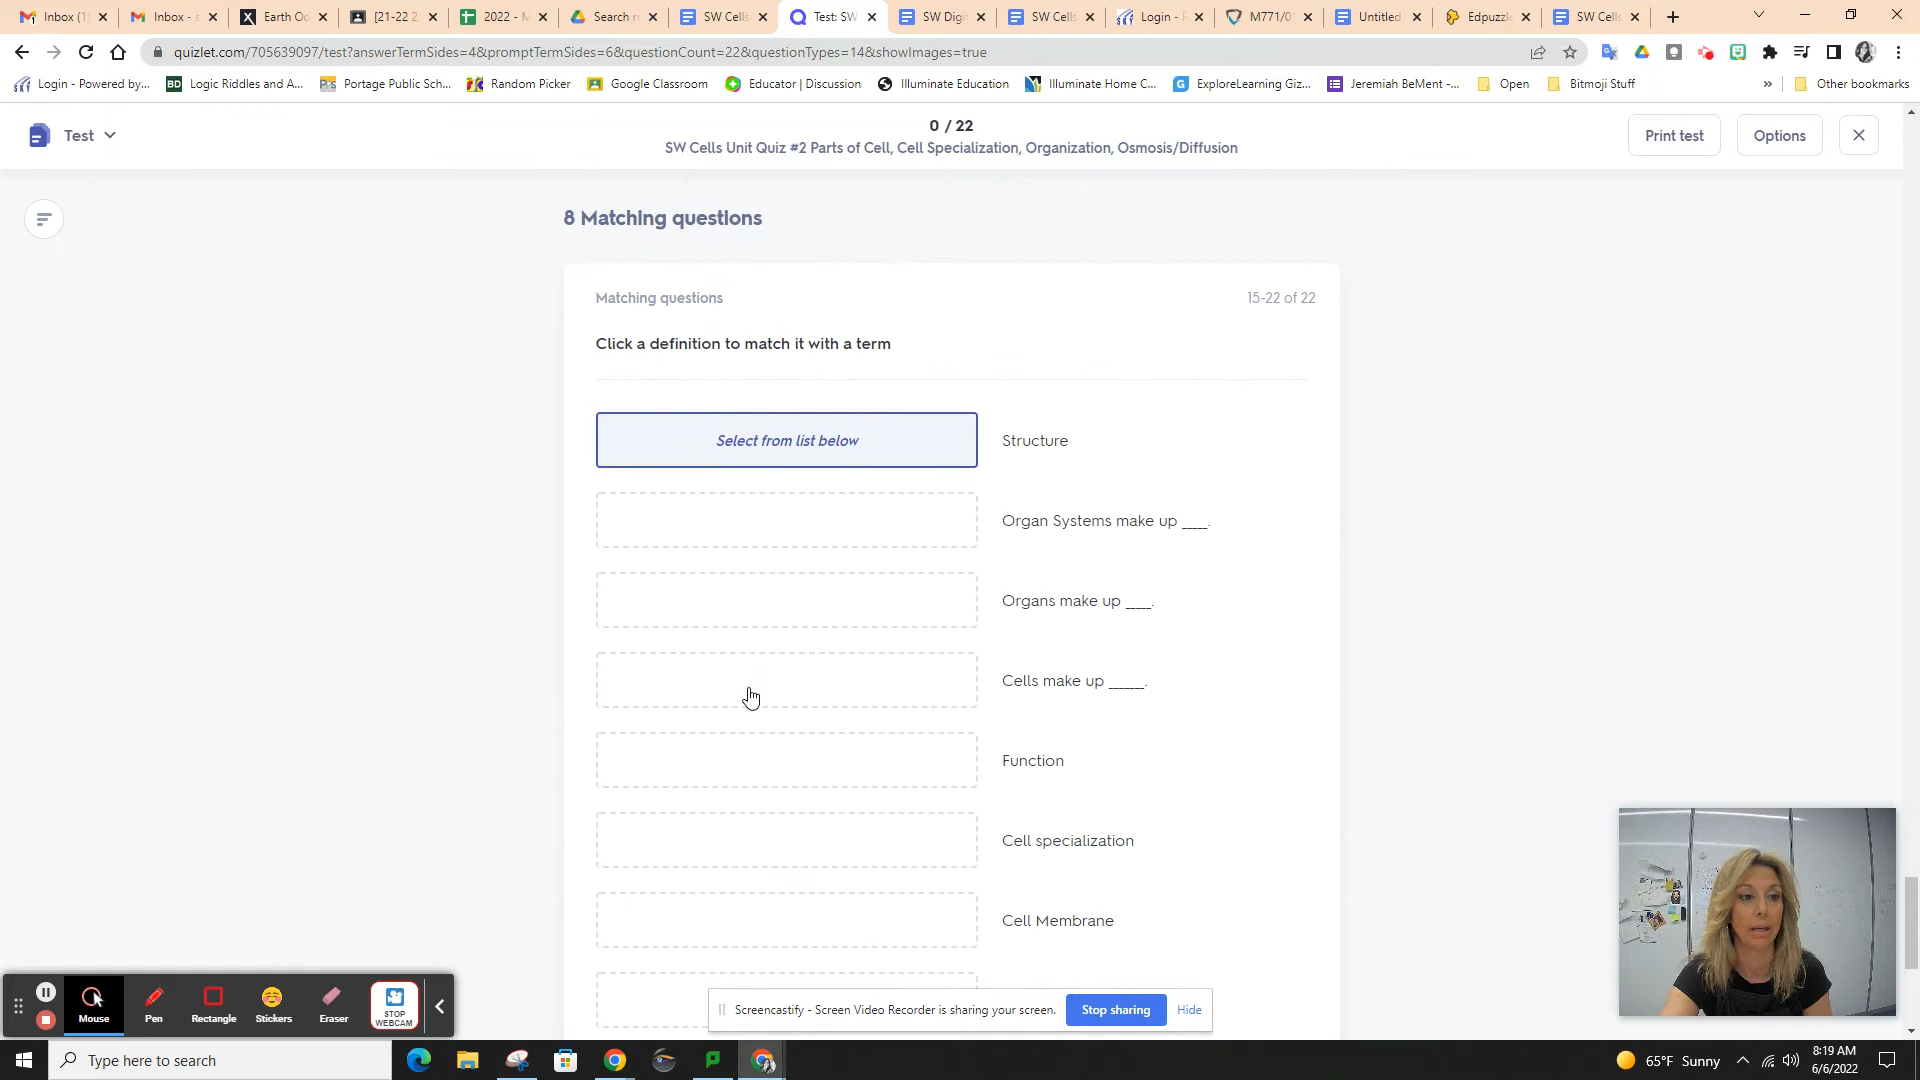 Inbox (1)
Inbox - s
Earth Oc
[21-22 2
2022 - M
Search r
SW Cells
Test: SW
SW Digi
SW Cells
Login - P
M771/0
Untitled
Edpuzzle
SW Cells
quizlet.com/705639097/test?answerTermSides=4&promptTermSides=6&questionCount=22&questionTypes=14&showImages=true
Login - Powered by...
Logic Riddles and A...
Portage Public Sch...
Random Picker
Google Classroom
Educator | Discussion
Illuminate Education
Illuminate Home C...
ExploreLearning Giz...
Jeremiah BeMent -...
Open
Bitmoji Stuff
»
Other bookmarks
Test
0 / 22
SW Cells Unit Quiz #2 Parts of Cell, Cell Specialization, Organization, Osmosis/Diffusion
Print test
Options
8 Matching questions
Matching questions
15-22 of 22
Click a definition to match it with a term
Select from list below
Structure
Organ Systems make up ____.
Organs make up ____.
Cells make up ______.
Function
Cell specialization
Cell Membrane
Mouse
Pen
Rectangle
Stickers
Eraser
STOP
WEBCAM
Screencastify - Screen Video Recorder is sharing your screen.
Stop sharing
Hide
Type here to search
65°F Sunny
8:19 AM
6/6/2022